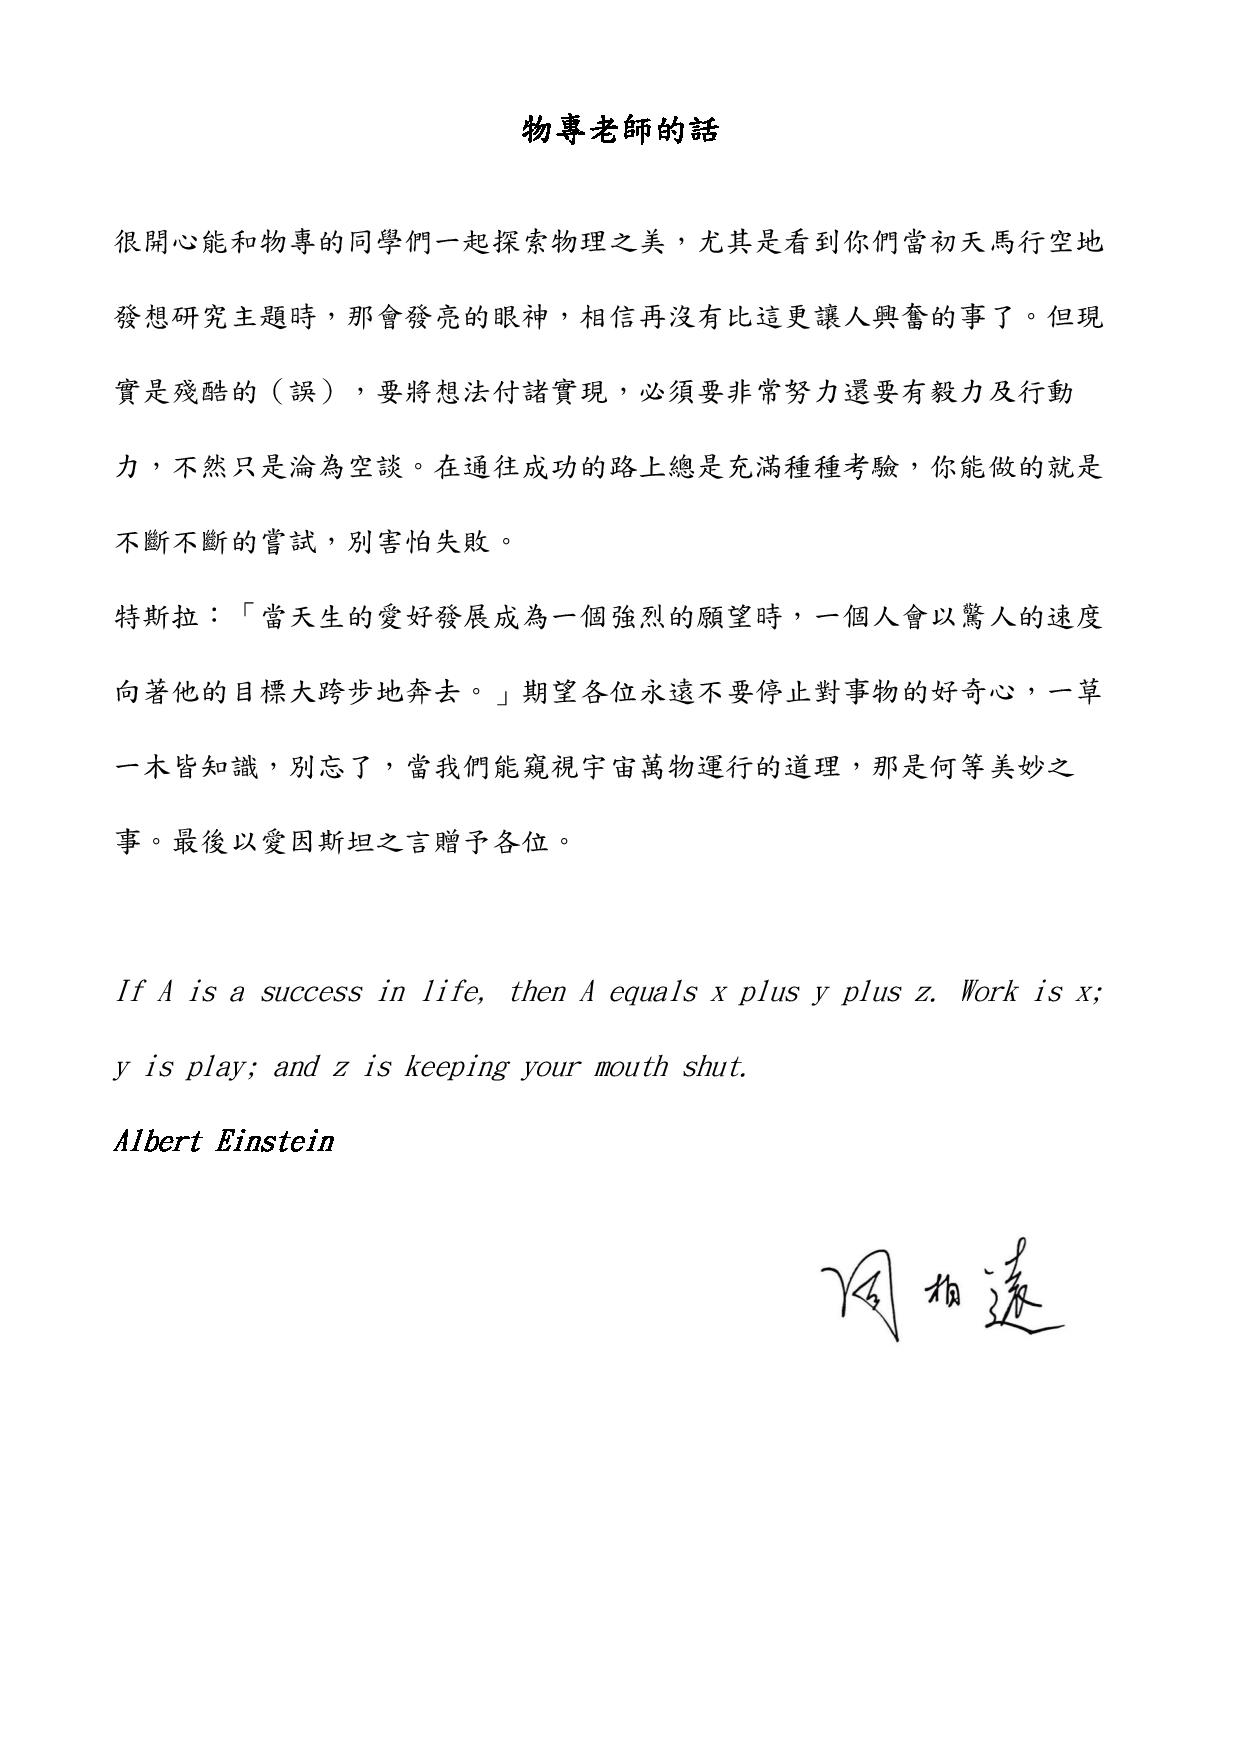 物專老師的話
很開心能和物專的同學們一起探索物理之美，尤其是看到你們當初天馬行空地
發想研究主題時，那會發亮的眼神，相信再沒有比這更讓人興奮的事了。但現
實是殘酷的（誤），要將想法付諸實現，必須要非常努力還要有毅力及行動
力，不然只是淪為空談。在通往成功的路上總是充滿種種考驗，你能做的就是
不斷不斷的嘗試，別害怕失敗。
特斯拉：「當天生的愛好發展成為一個強烈的願望時，一個人會以驚人的速度
向著他的目標大跨步地奔去。」期望各位永遠不要停止對事物的好奇心，一草
一木皆知識，別忘了，當我們能窺視宇宙萬物運行的道理，那是何等美妙之
事。最後以愛因斯坦之言贈予各位。
If A is a success in life, then A equals x plus y plus z. Work is x;
y is play; and z is keeping your mouth shut.
Albert Einstein
周相遠